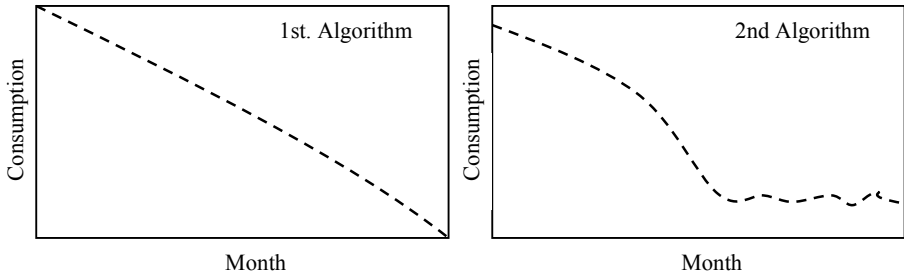 1st. Algorithm
Consumption
Month
2nd Algorithm
Consumption
Month